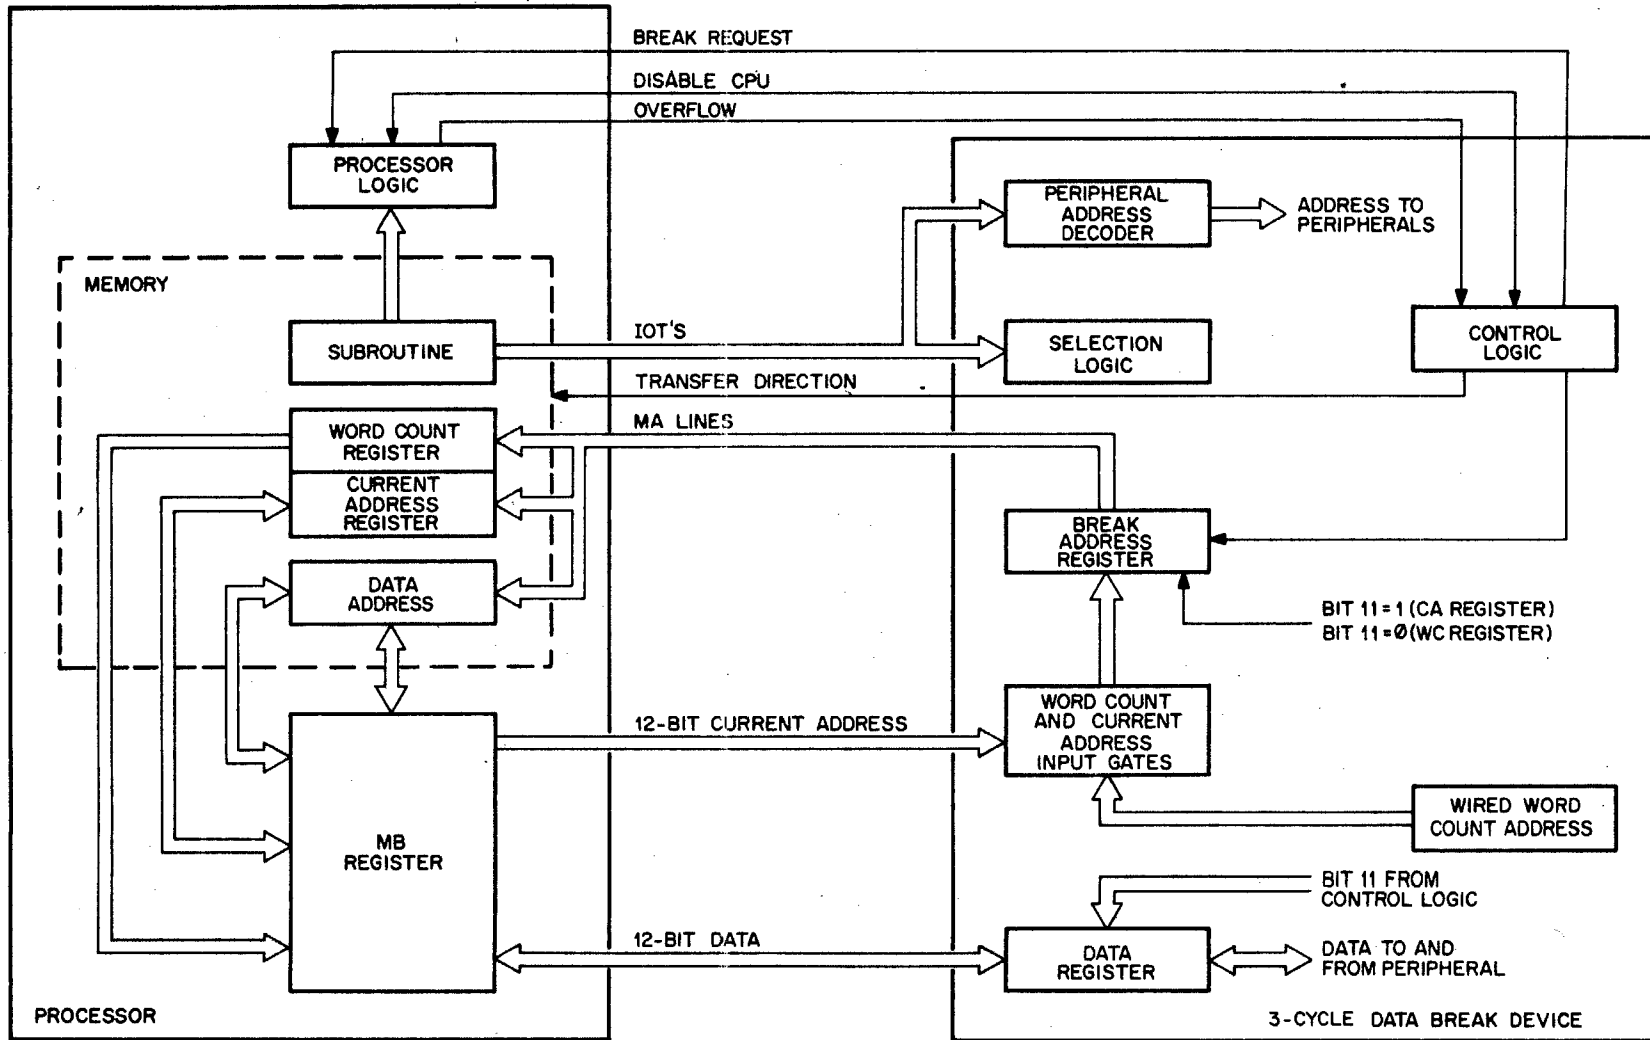 BREAK REQUEST
DISABLE CPU
OVERFLOW
PROCESSOR
LOGIC
PERIPHERAL
ADDRESS
DECODER
ADDRESS TO
PERIPHERALS
MEMORY
SUBROUTINE
IOT'S
SELECTION
LOGIC
CONTROL
LOGIC
TRANSFER DIRECTION
MA LINES
WORD COUNT
REGISTER
CURRENT
ADDRESS
REGISTER
BREAK
ADDRESS
REGISTER
DATA
ADDRESS
BIT 11=1 (CA REGISTER)
BIT 11=Ø(WC REGISTER)
12-BIT CURRENT ADDRESS
WORD COUNT
AND CURRENT
ADDRESS
INPUT GATES
WIRED WORD
COUNT ADDRESS
MB
REGISTER
BIT 11 FROM
CONTROL LOGIC
12-BIT DATA
DATA
REGISTER
DATA TO AND
FROM PERIPHERAL
PROCESSOR
3-CYCLE DATA BREAK DEVICE